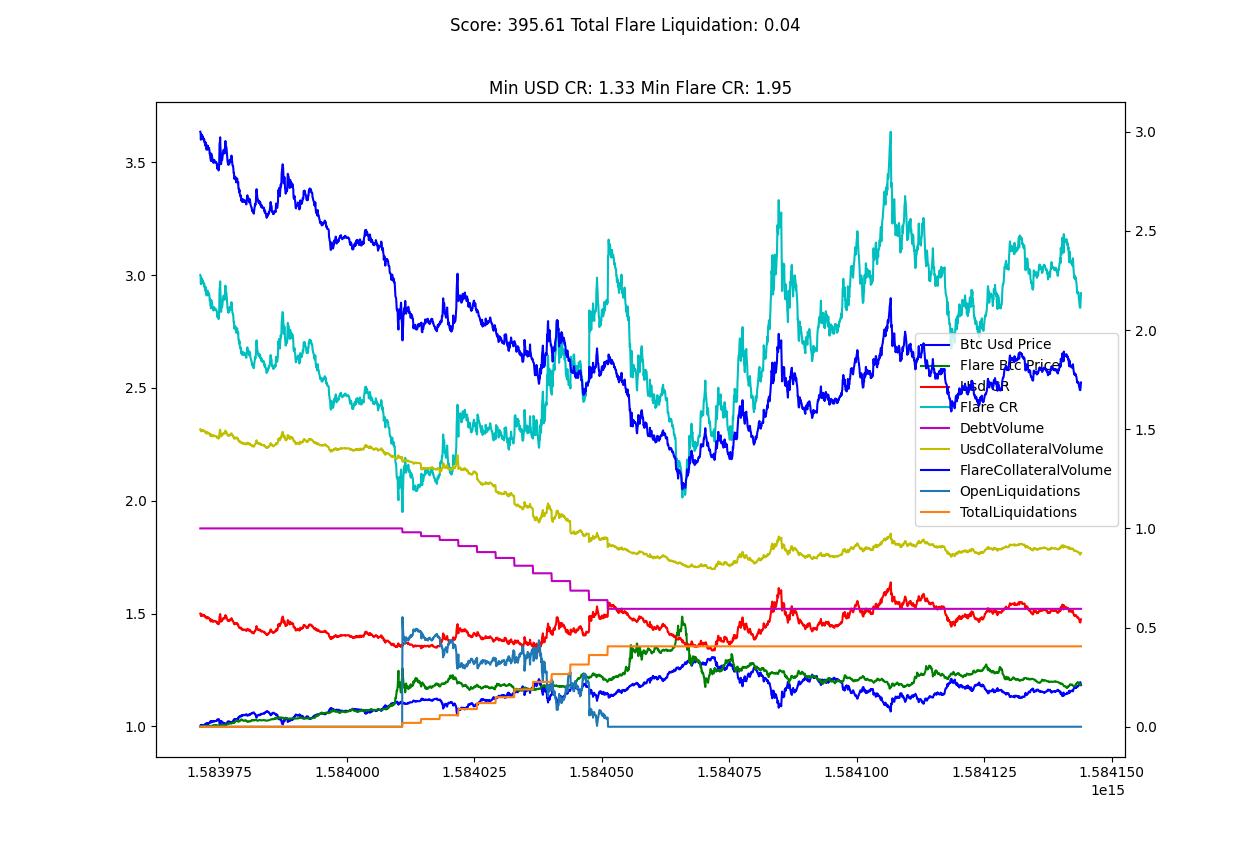 Score: 395.61 Total Flare Liquidation: 0.04
Min USD CR: 1.33 Min Flare CR: 1.95
3.5
3.0
2.5
2.0
1.5
1.0
3.0
2.5
2.0
1.5
1.0
0.5
0.0
Btc Usd Price
Flare Btc Price
Usd CR
Flare CR
DebtVolume
UsdCollateralVolume
FlareCollateralVolume
OpenLiquidations
TotalLiquidations
1.583975 1.584000 1.584025 1.584050 1.584075 1.584100 1.584125 1.584150
1e15